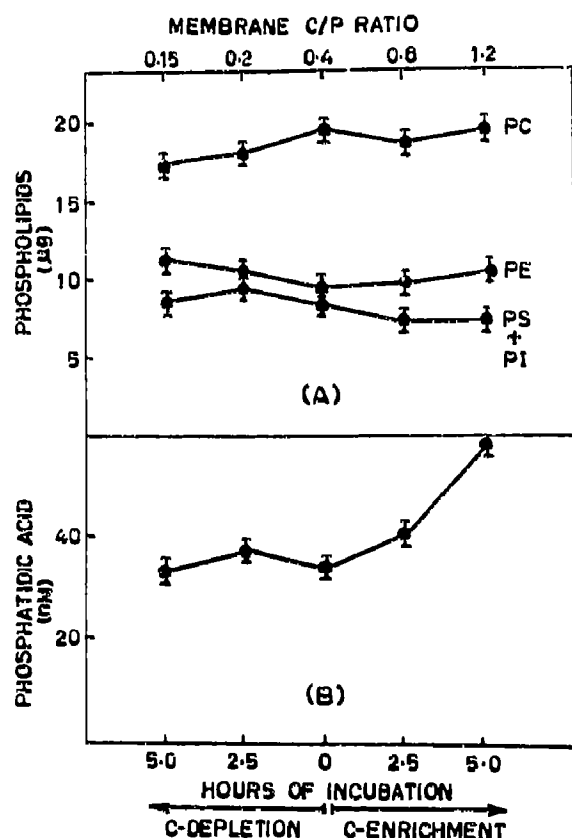 MEMBRANE C/P RATIO
0.15 0.2 0.4 0.8 1.2
20
15
10
5
PHOSPHOLIPIDS
(μg)
PC
PE
PS
+
PI
(A)
40
20
PHOSPHATIDIC ACID
(nM)
(B)
5.0 2.5 0 2.5 5.0
HOURS OF INCUBATION
C-DEPLETION C-ENRICHMENT